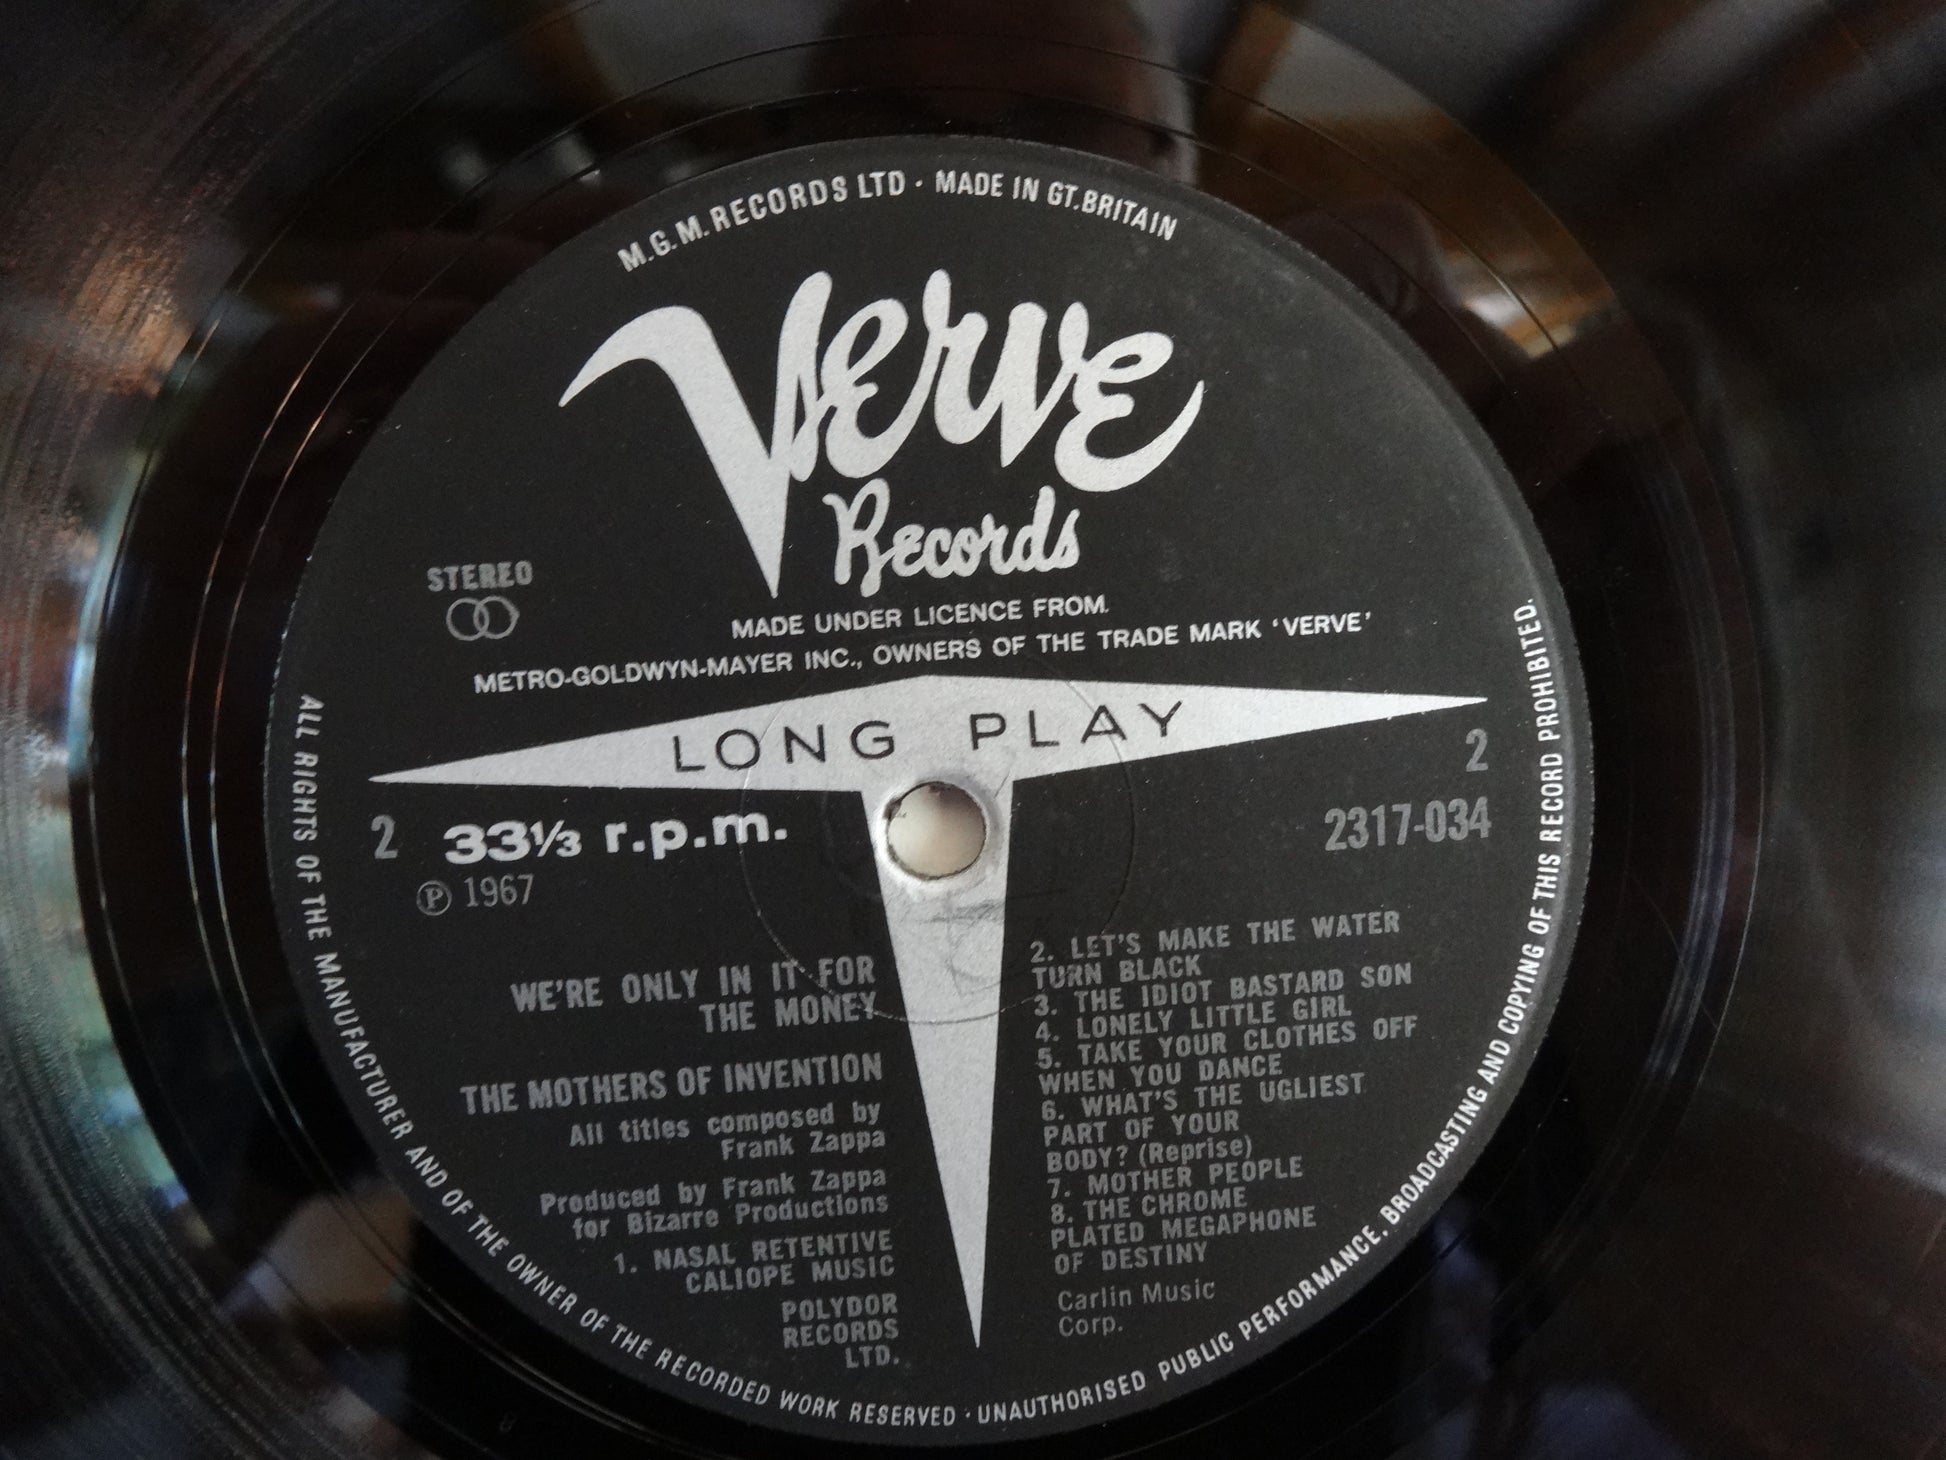 M.G.M. RECORDS LTD · MADE IN GT. BRITAIN
Verve
Records
STEREO
MADE UNDER LICENCE FROM
METRO-GOLDWYN-MAYER INC., OWNERS OF THE TRADE MARK 'VERVE'
LONG PLAY
2
2 33⅓ r.p.m.
2317-034
℗ 1967
WE'RE ONLY IN IT FOR
THE MONEY
THE MOTHERS OF INVENTION
All titles composed by
Frank Zappa
Produced by Frank Zappa
for Bizarre Productions
1. NASAL RETENTIVE
CALIOPE MUSIC
POLYDOR
RECORDS
LTD.
2. LET'S MAKE THE WATER
TURN BLACK
3. THE IDIOT BASTARD SON
4. LONELY LITTLE GIRL
5. TAKE YOUR CLOTHES OFF
WHEN YOU DANCE
6. WHAT'S THE UGLIEST
PART OF YOUR
BODY? (Reprise)
7. MOTHER PEOPLE
8. THE CHROME
PLATED MEGAPHONE
OF DESTINY
Carlin Music
Corp.
ALL RIGHTS OF THE MANUFACTURER AND OF THE OWNER OF THE RECORDED WORK RESERVED · UNAUTHORISED PUBLIC PERFORMANCE, BROADCASTING AND COPYING OF THIS RECORD PROHIBITED.